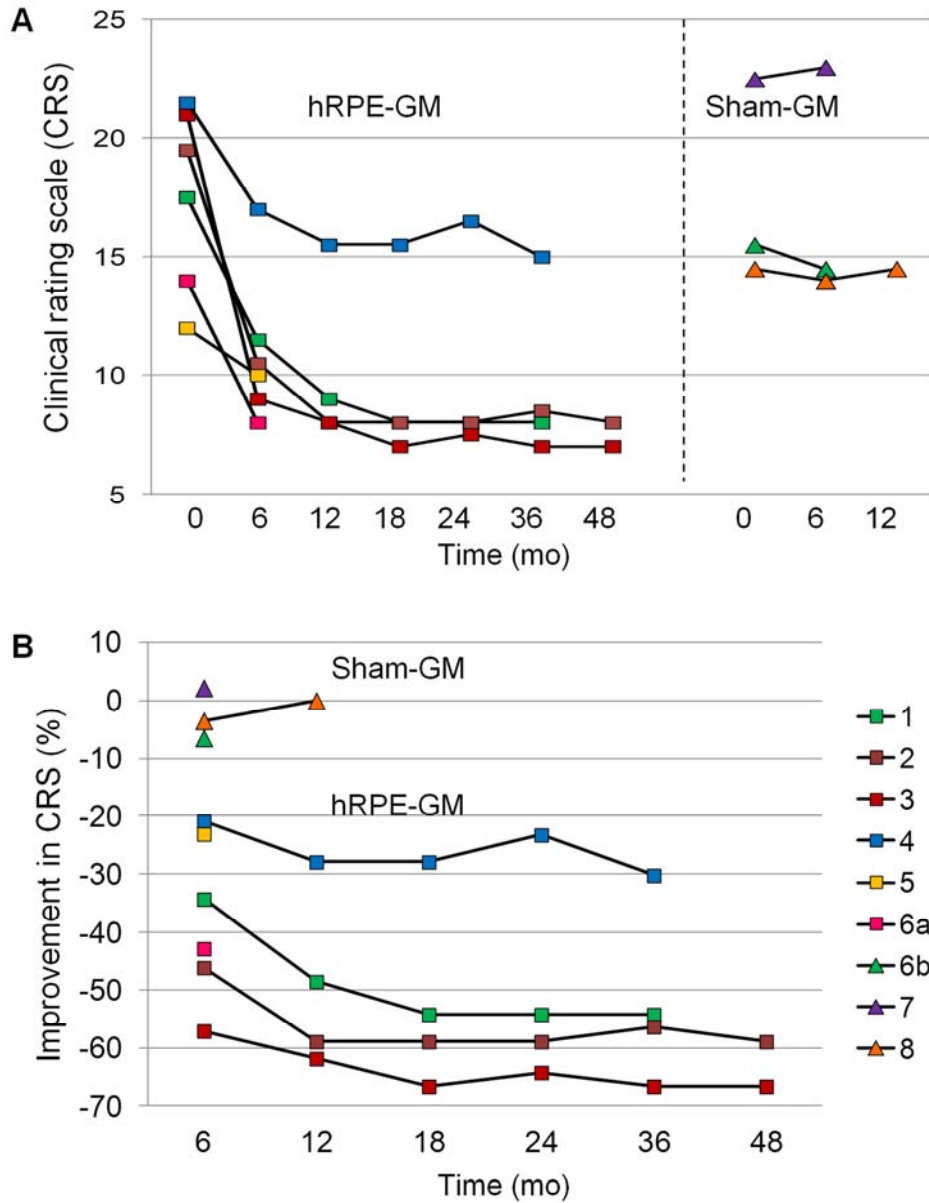 A
Clinical rating scale (CRS)
25
20
15
10
5
hRPE-GM
Sham-GM
0 6 12 18 24 36 48
0 6 12
Time (mo)
B
Improvement in CRS (%)
10
0
-10
-20
-30
-40
-50
-60
-70
Sham-GM
hRPE-GM
6 12 18 24 36 48
Time (mo)
1
2
3
4
5
6a
6b
7
8